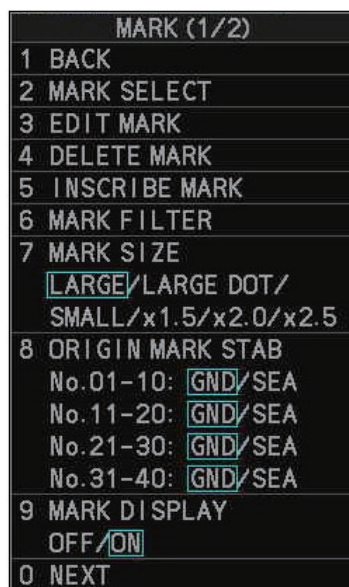 MARK (1/2)
1 BACK
2 MARK SELECT
3 EDIT MARK
4 DELETE MARK
5 INSCRIBE MARK
6 MARK FILTER
7 MARK SIZE
LARGE/LARGE DOT/
SMALL/x1.5/x2.0/x2.5
8 ORIGIN MARK STAB
No.01-10: GND/SEA
No.11-20: GND/SEA
No.21-30: GND/SEA
No.31-40: GND/SEA
9 MARK DISPLAY
OFF/ON
0 NEXT